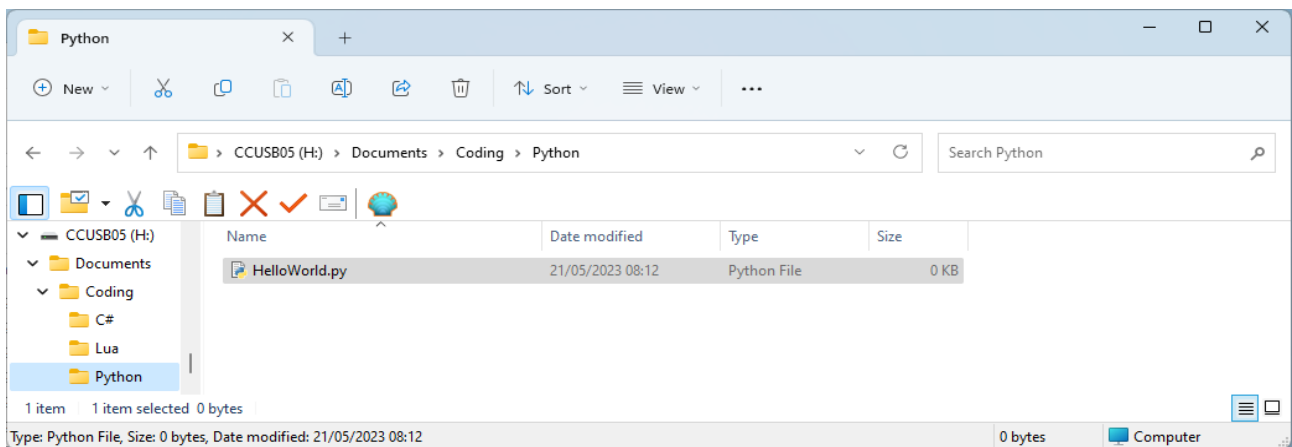 Python
New
Sort
View
CCUSB05 (H:) › Documents › Coding › Python
Search Python
CCUSB05 (H:)
Name Date modified Type Size
Documents
HelloWorld.py 21/05/2023 08:12 Python File 0 KB
Coding
C#
Lua
Python
1 item 1 item selected 0 bytes
Type: Python File, Size: 0 bytes, Date modified: 21/05/2023 08:12 0 bytes Computer